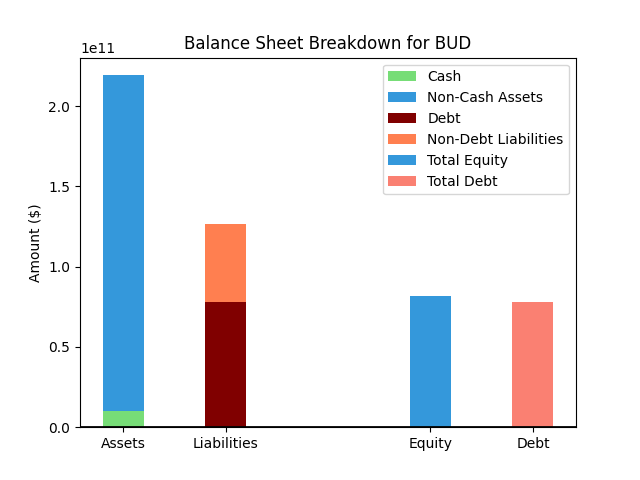 Balance Sheet Breakdown for BUD
1e11
Cash
Non-Cash Assets
Debt
Non-Debt Liabilities
Total Equity
Total Debt
Amount ($)
2.0
1.5
1.0
0.5
0.0
Assets Liabilities Equity Debt